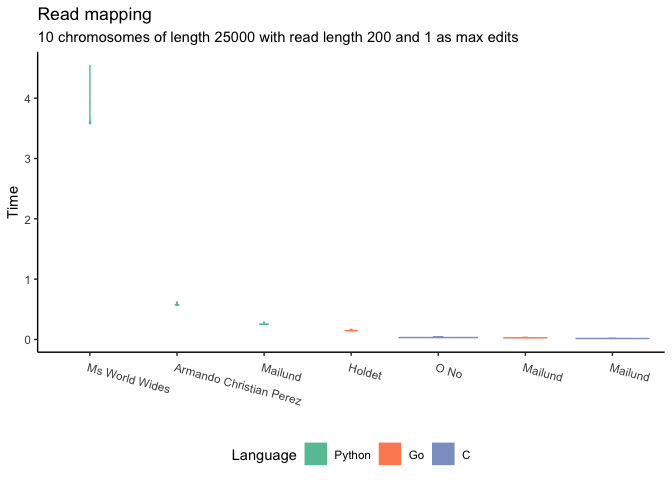 Read mapping
10 chromosomes of length 25000 with read length 200 and 1 as max edits
Time
4
3
2
1
0
Ms World Wides
Armando Christian Perez
Mailund
Holdet
O No
Mailund
Mailund
Language Python Go C